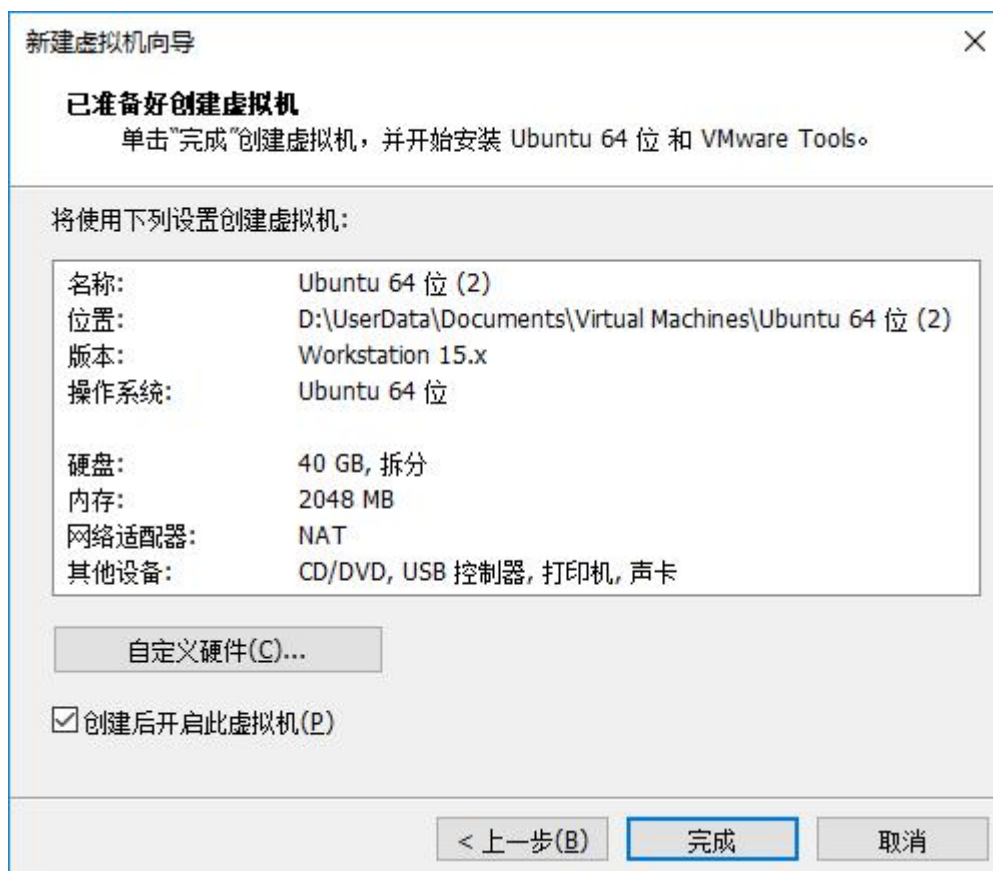 新建虚拟机向导
已准备好创建虚拟机
单击“完成”创建虚拟机，并开始安装 Ubuntu 64 位 和 VMware Tools。
将使用下列设置创建虚拟机:
名称: Ubuntu 64 位 (2)
位置: D:\UserData\Documents\Virtual Machines\Ubuntu 64 位 (2)
版本: Workstation 15.x
操作系统: Ubuntu 64 位
硬盘: 40 GB, 拆分
内存: 2048 MB
网络适配器: NAT
其他设备: CD/DVD, USB 控制器, 打印机, 声卡
自定义硬件(C)...
创建后开启此虚拟机(P)
< 上一步(B) 完成 取消